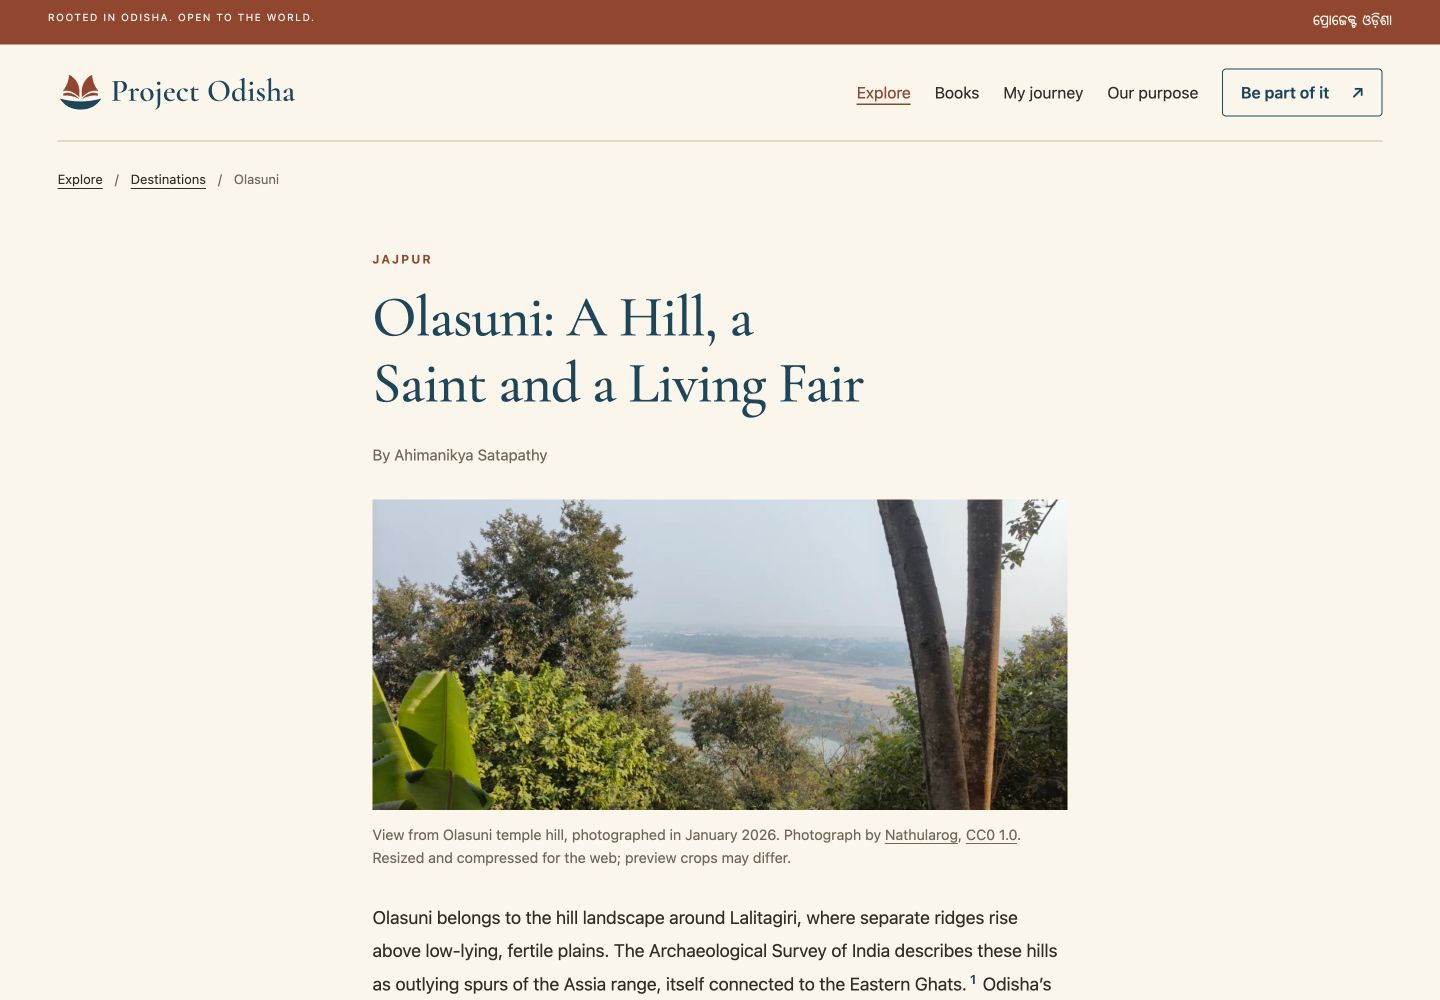 ROOTED IN ODISHA. OPEN TO THE WORLD.
ପ୍ରୋଜେକ୍ଟ ଓଡ଼ିଶା
Project Odisha
Explore
Books
My journey
Our purpose
Be part of it ↗
Explore / Destinations / Olasuni
JAJPUR
Olasuni: A Hill, a
Saint and a Living Fair
By Ahimanikya Satapathy
View from Olasuni temple hill, photographed in January 2026. Photograph by Nathularog, CC0 1.0.
Resized and compressed for the web; preview crops may differ.
Olasuni belongs to the hill landscape around Lalitagiri, where separate ridges rise
above low-lying, fertile plains. The Archaeological Survey of India describes these hills
as outlying spurs of the Assia range, itself connected to the Eastern Ghats. 1 Odisha’s